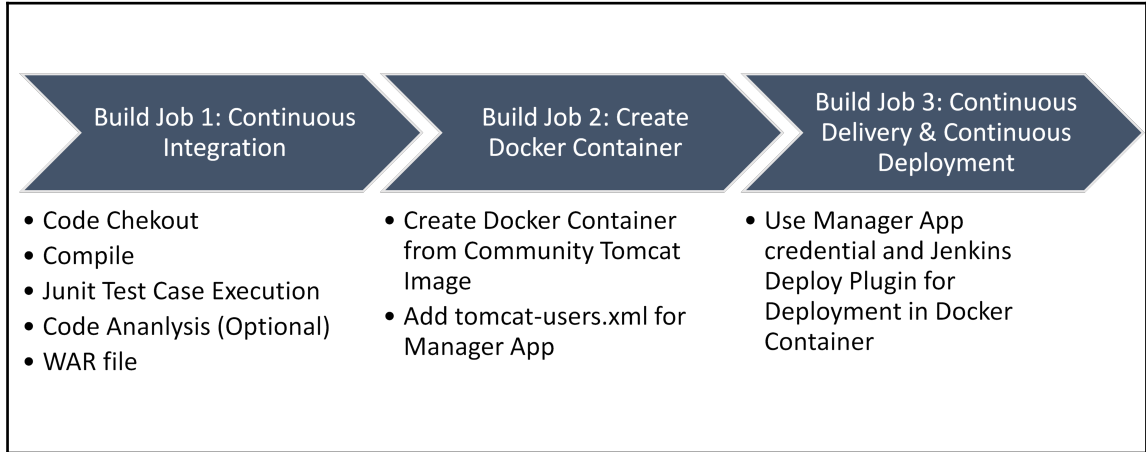 Build Job 1: Continuous
Integration
Build Job 2: Create
Docker Container
Build Job 3: Continuous
Delivery & Continuous
Deployment
• Code Chekout
• Compile
• Junit Test Case Execution
• Code Ananlysis (Optional)
• WAR file
• Create Docker Container
from Community Tomcat
Image
• Add tomcat-users.xml for
Manager App
• Use Manager App
credential and Jenkins
Deploy Plugin for
Deployment in Docker
Container